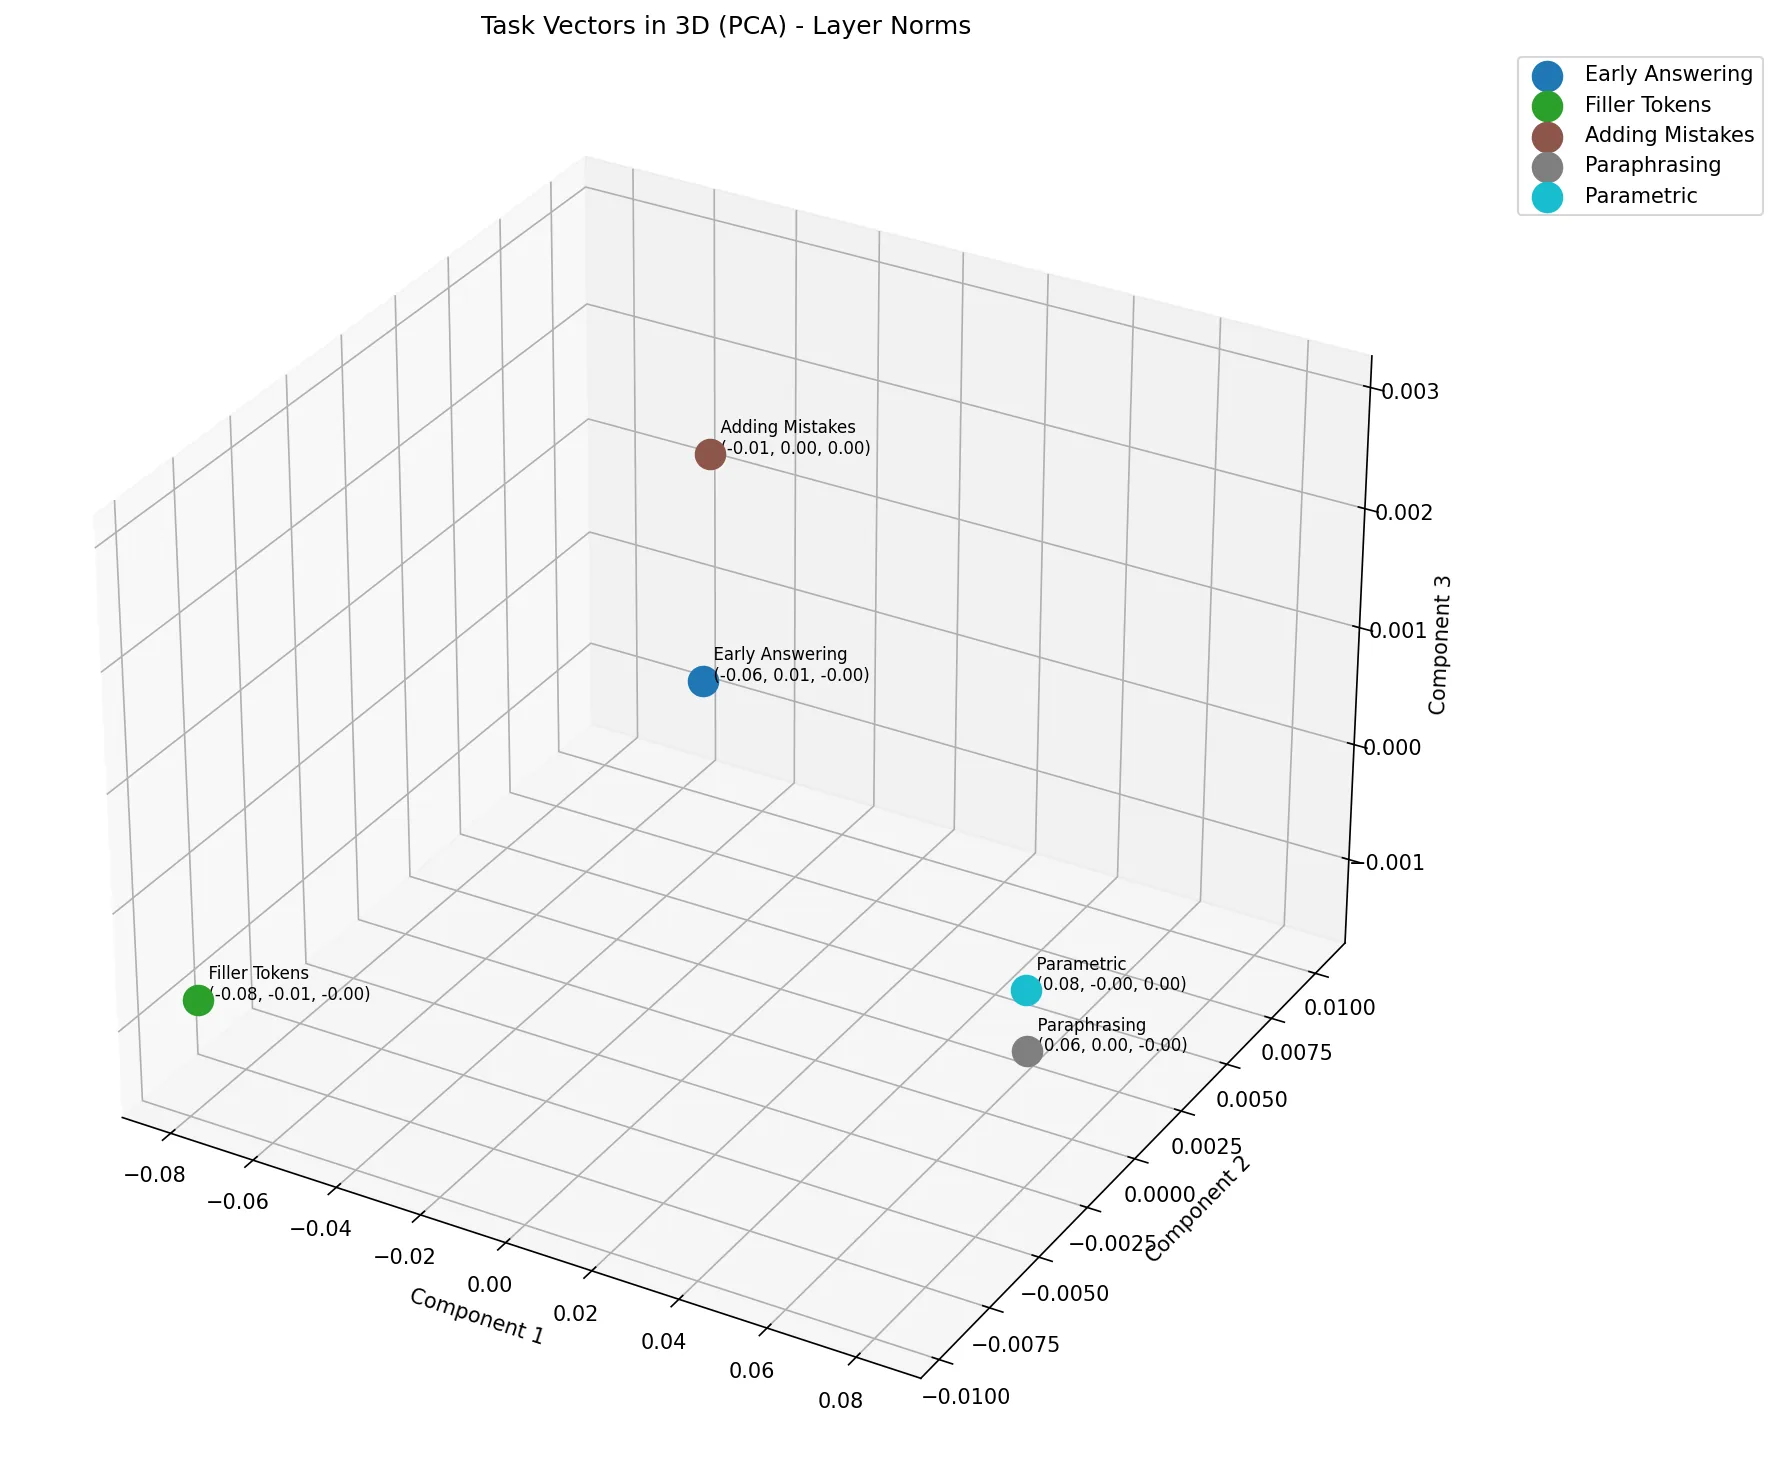 Task Vectors in 3D (PCA) - Layer Norms
Early Answering
Filler Tokens
Adding Mistakes
Paraphrasing
Parametric
Adding Mistakes
(-0.01, 0.00, 0.00)
Early Answering
(-0.06, 0.01, -0.00)
Filler Tokens
(-0.08, -0.01, -0.00)
Parametric
(0.08, -0.00, 0.00)
Paraphrasing
(0.06, 0.00, -0.00)
0.003
0.002
0.001
0.000
−0.001
Component 3
0.0100
0.0075
0.0050
0.0025
0.0000
−0.0025
−0.0050
−0.0075
−0.0100
Component 2
−0.08
−0.06
−0.04
−0.02
0.00
0.02
0.04
0.06
0.08
Component 1